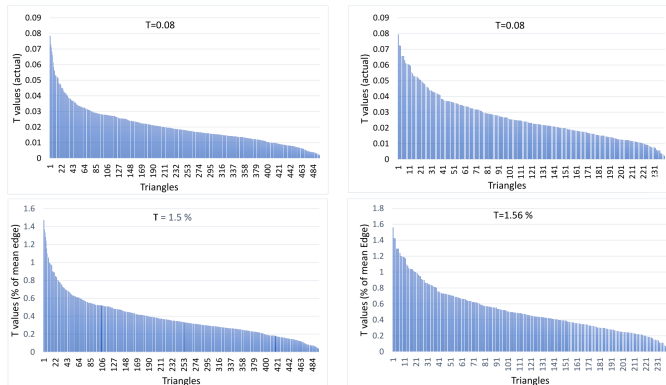 T=0.08
T values (actual)
0.09
0.08
0.07
0.06
0.05
0.04
0.03
0.02
0.01
0
1 22 43 64 85 106 127 148 169 190 211 232 253 274 295 316 337 358 379 400 421 442 463 484
Triangles
T=0.08
T values (actual)
0.09
0.08
0.07
0.06
0.05
0.04
0.03
0.02
0.01
0
1 11 21 31 41 51 61 71 81 91 101 111 121 131 141 151 161 171 181 191 201 211 221 231
Triangles
T = 1.5 %
T values (% of mean edge)
1.6
1.4
1.2
1
0.8
0.6
0.4
0.2
0
1 22 43 64 85 106 127 148 169 190 211 232 253 274 295 316 337 358 379 400 421 442 463 484
Triangles
T=1.56 %
T values (% of mean Edge)
1.8
1.6
1.4
1.2
1
0.8
0.6
0.4
0.2
0
1 11 21 31 41 51 61 71 81 91 101 111 121 131 141 151 161 171 181 191 201 211 221 231
Triangles